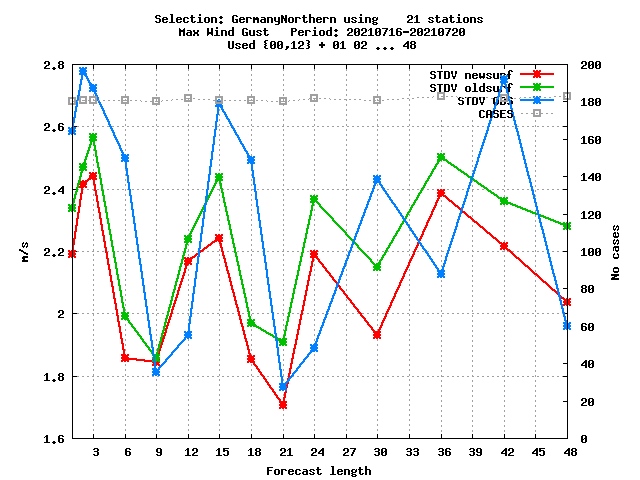 Selection: GermanyNorthern using    21 stations
Max Wind Gust   Period: 20210716-20210720
Used {00,12} + 01 02 ... 48
STDV newsurf
STDV oldsurf
STDV OBS
CASES
2.8
2.6
2.4
2.2
2
1.8
1.6
m/s
200
180
160
140
120
100
80
60
40
20
0
No cases
3 6 9 12 15 18 21 24 27 30 33 36 39 42 45 48
Forecast length